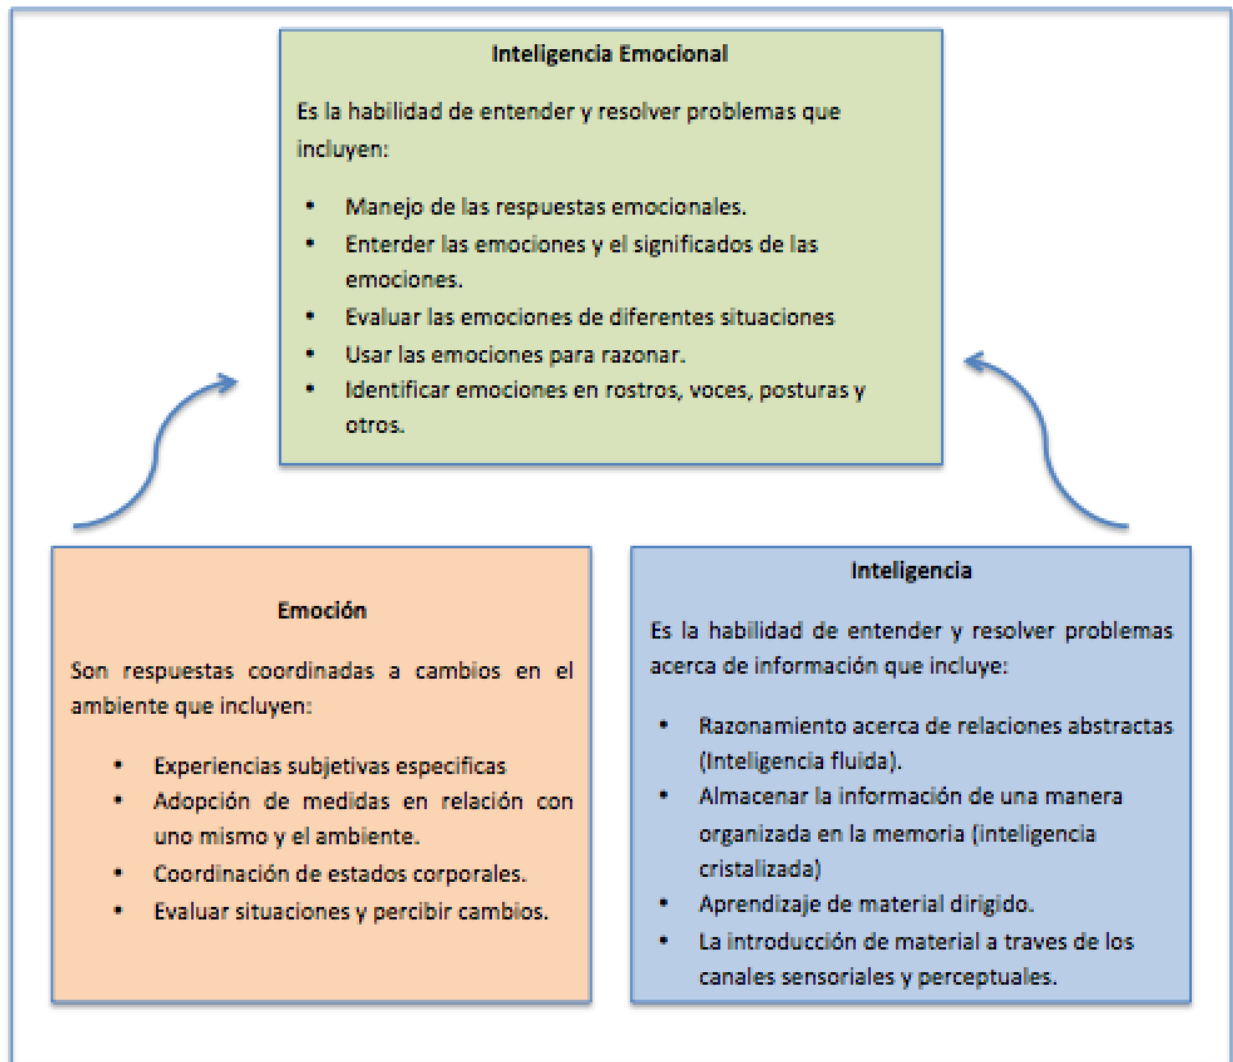 Inteligencia Emocional
Es la habilidad de entender y resolver problemas que
incluyen:
• Manejo de las respuestas emocionales.
• Enterder las emociones y el significados de las
emociones.
• Evaluar las emociones de diferentes situaciones
• Usar las emociones para razonar.
• Identificar emociones en rostros, voces, posturas y
otros.
Emoción
Son respuestas coordinadas a cambios en el
ambiente que incluyen:
• Experiencias subjetivas especificas
• Adopción de medidas en relación con
uno mismo y el ambiente.
• Coordinación de estados corporales.
• Evaluar situaciones y percibir cambios.
Inteligencia
Es la habilidad de entender y resolver problemas
acerca de información que incluye:
• Razonamiento acerca de relaciones abstractas
(Inteligencia fluida).
• Almacenar la información de una manera
organizada en la memoria (inteligencia
cristalizada)
• Aprendizaje de material dirigido.
• La introducción de material a traves de los
canales sensoriales y perceptuales.